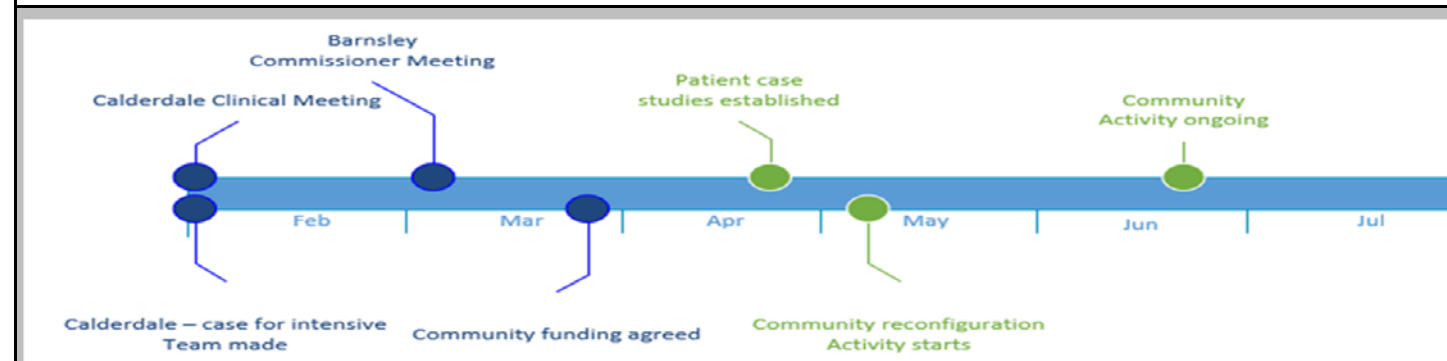 Barnsley
Commissioner Meeting
Calderdale Clinical Meeting
Patient case
studies established
Community
Activity ongoing
Feb
Mar
Apr
May
Jun
Jul
Calderdale – case for intensive
Team made
Community funding agreed
Community reconfiguration
Activity starts